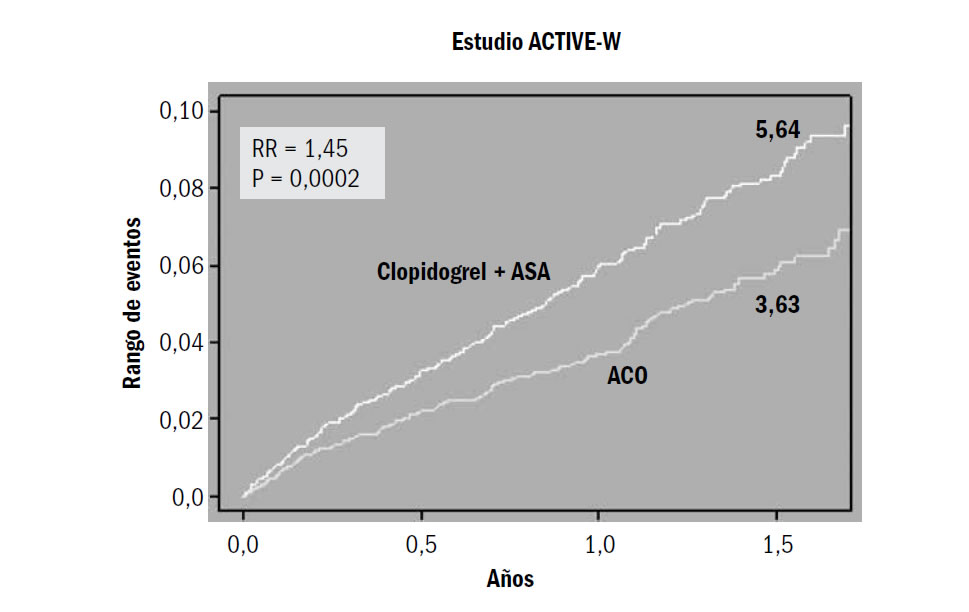 Estudio ACTIVE-W
0,10
0,08
0,06
0,04
0,02
0,0
Rango de eventos
RR = 1,45
P = 0,0002
5,64
Clopidogrel + ASA
3,63
ACO
0,0
0,5
1,0
1,5
Años